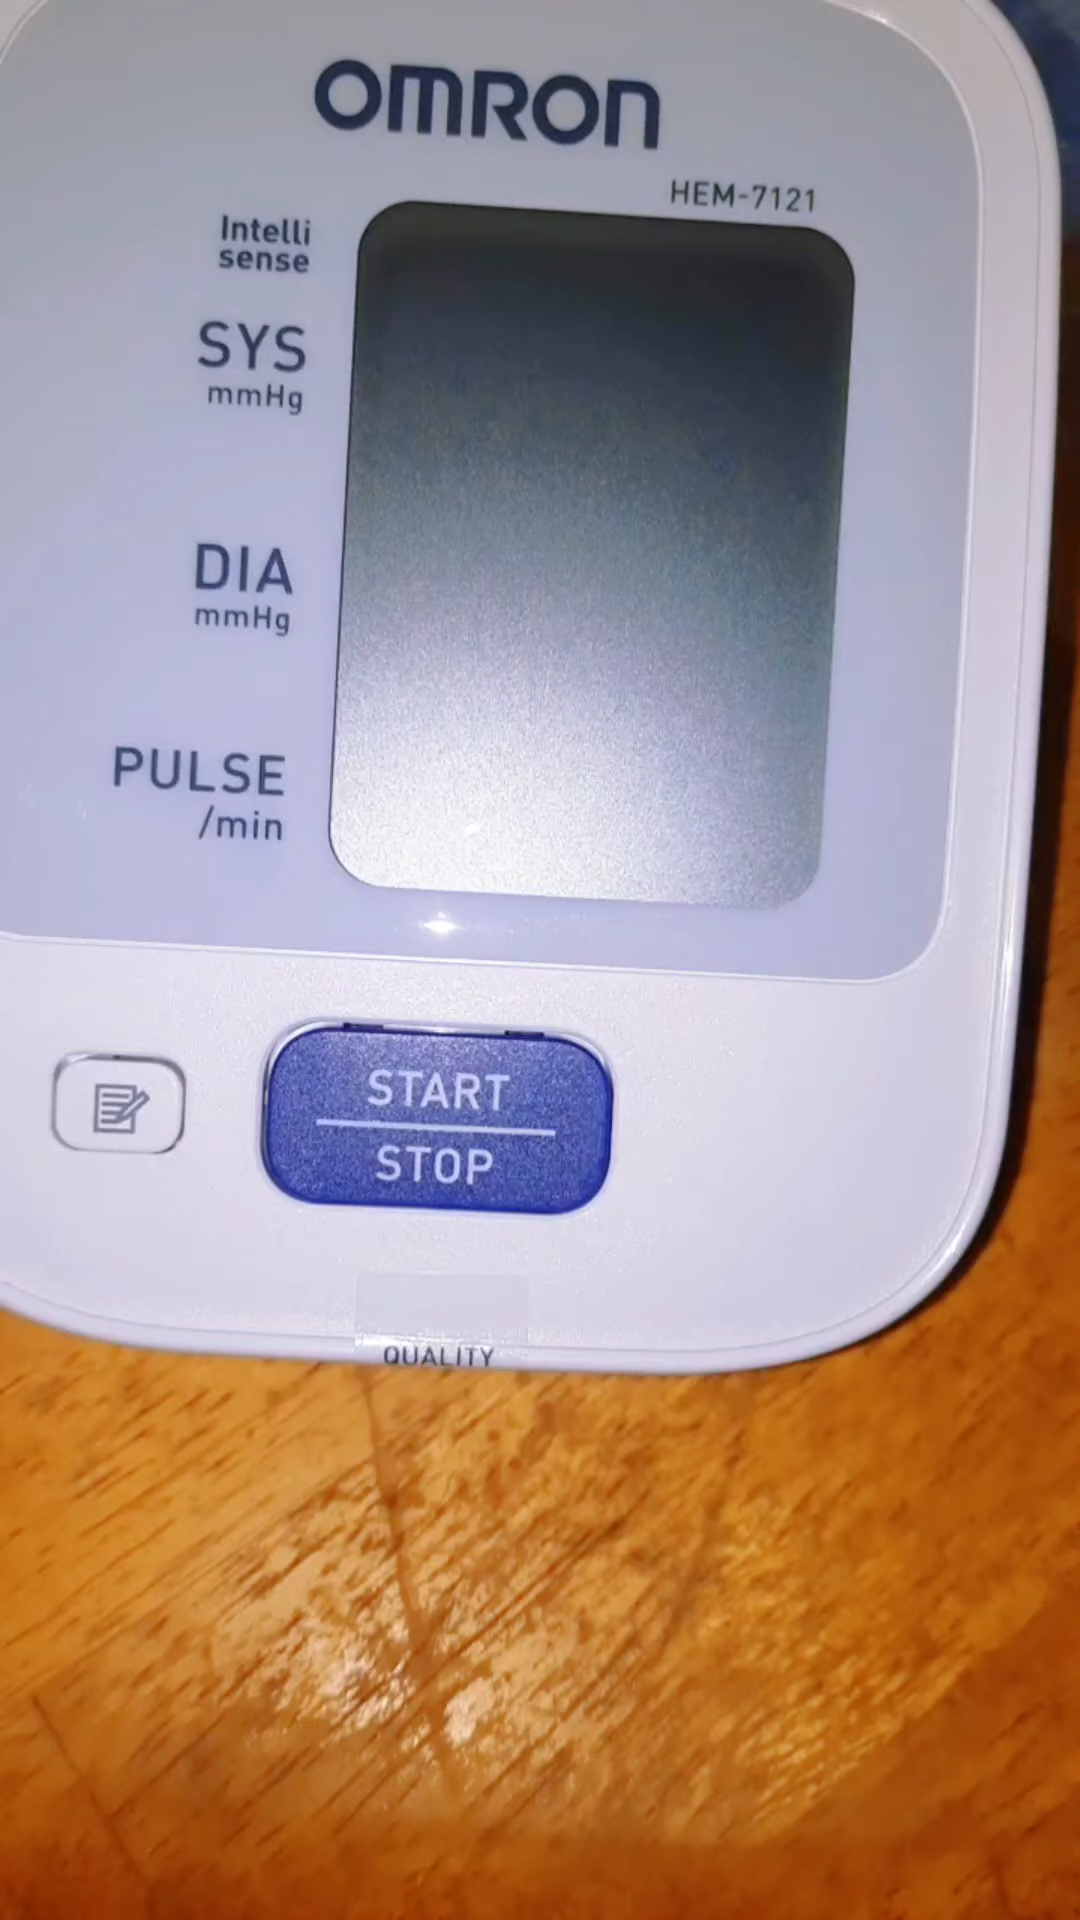 OMRON
HEM-7121
Intelli
sense
SYS
mmHg
DIA
mmHg
PULSE
/min
START
STOP
QUALITY